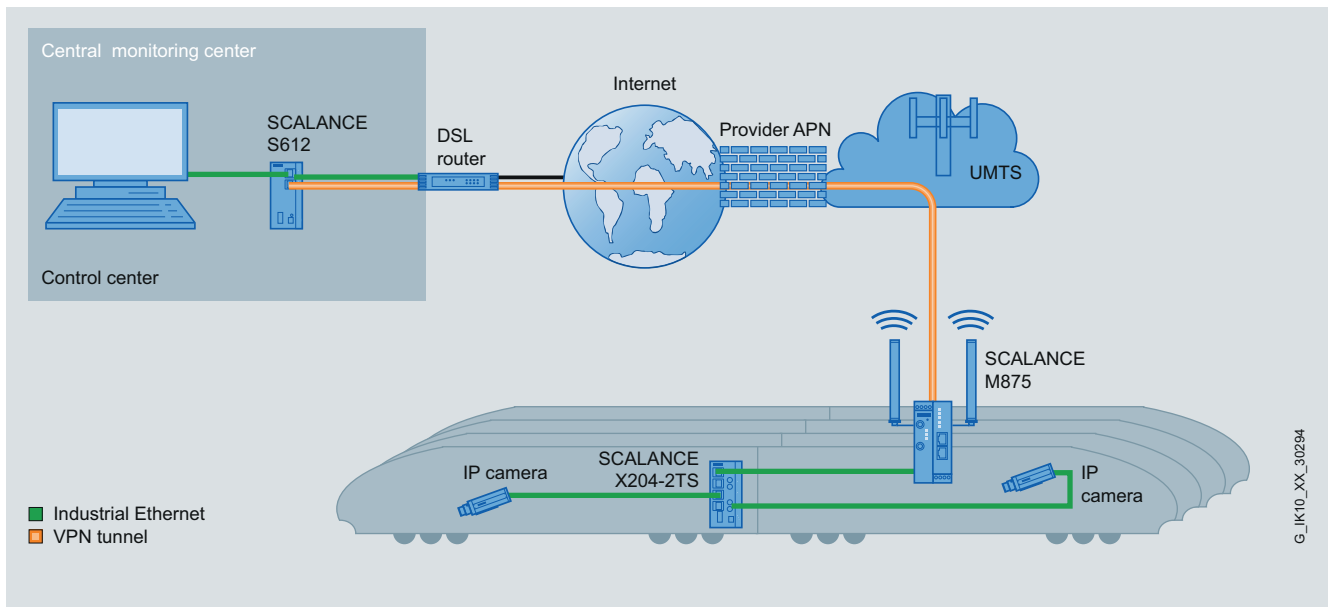 Central monitoring center
SCALANCE
S612
DSL
router
Internet
Provider APN
UMTS
Control center
SCALANCE
M875
IP camera
SCALANCE
X204-2TS
IP
camera
Industrial Ethernet
VPN tunnel
G_IK10_XX_30294